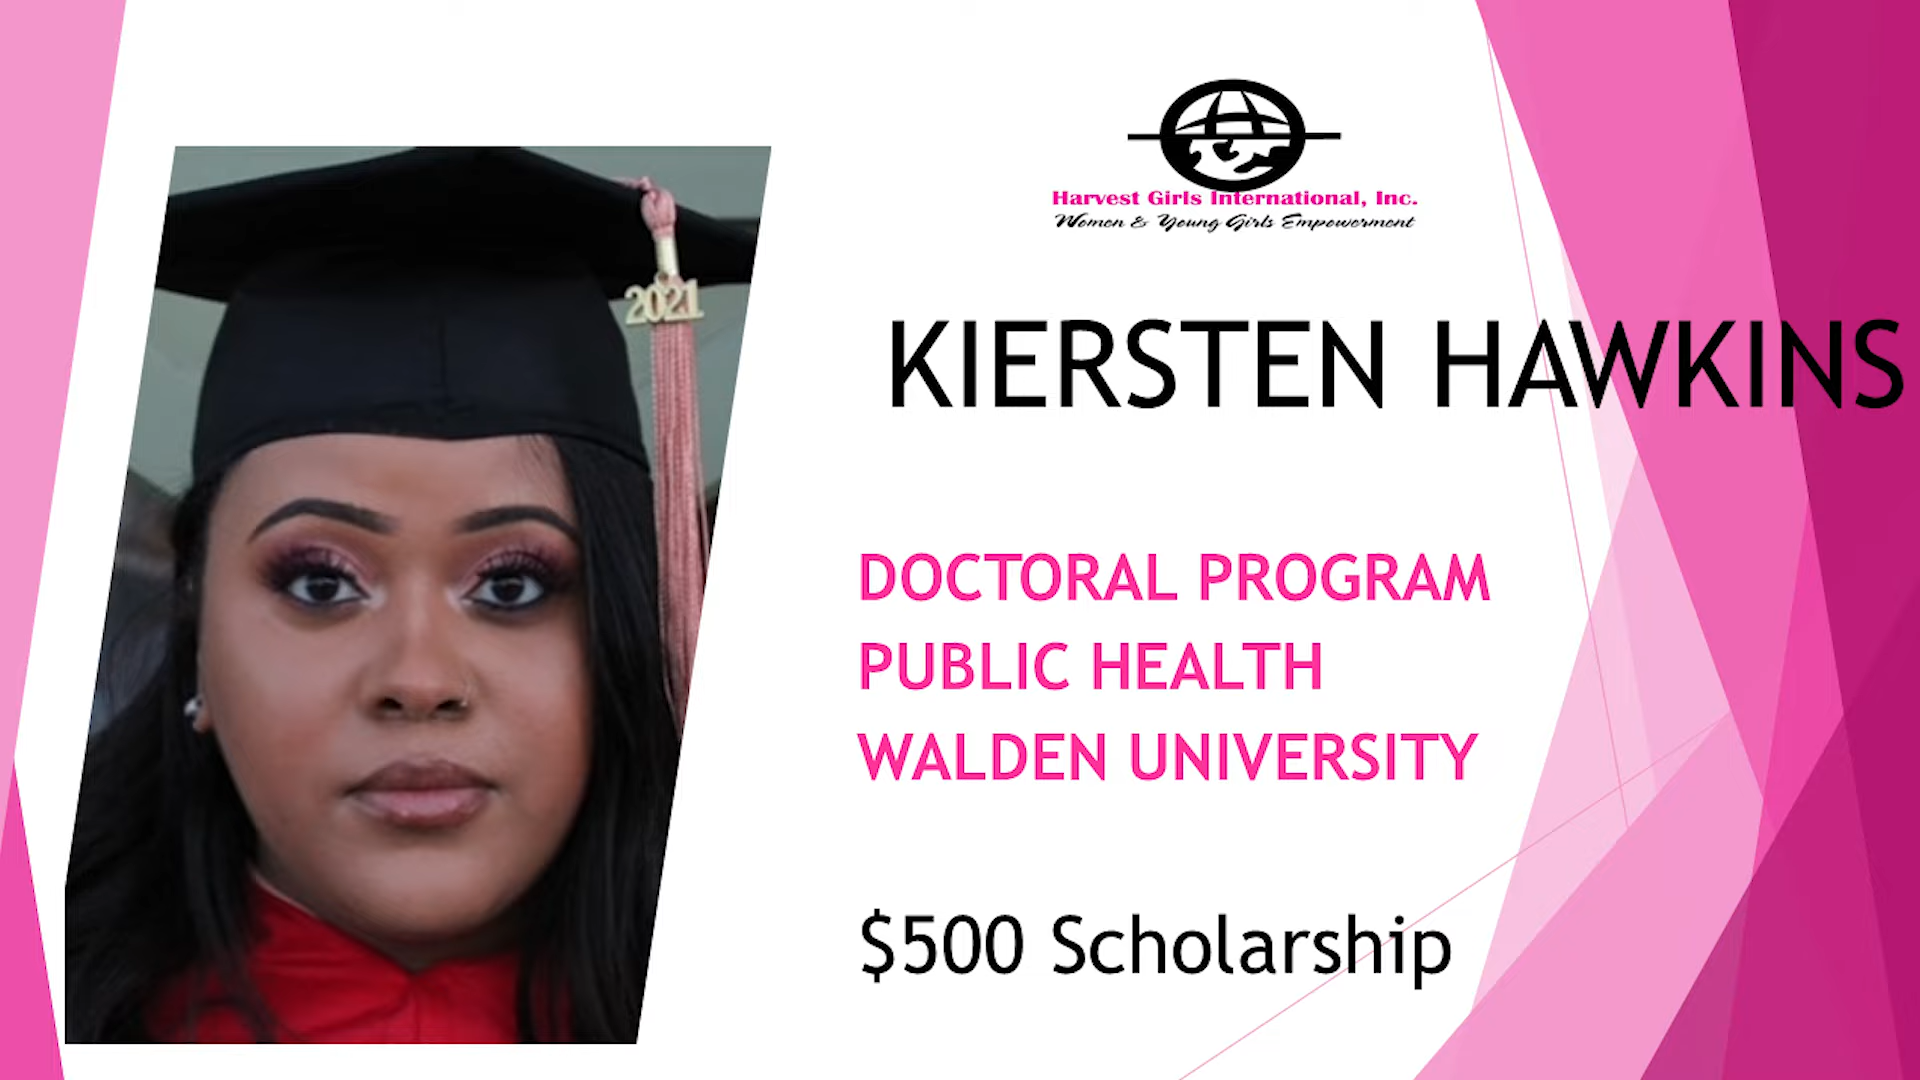 Harvest Girls International, Inc.
Women & Young Girls Empowerment
KIERSTEN HAWKINS
2021
DOCTORAL PROGRAM
PUBLIC HEALTH
WALDEN UNIVERSITY
$500 Scholarship